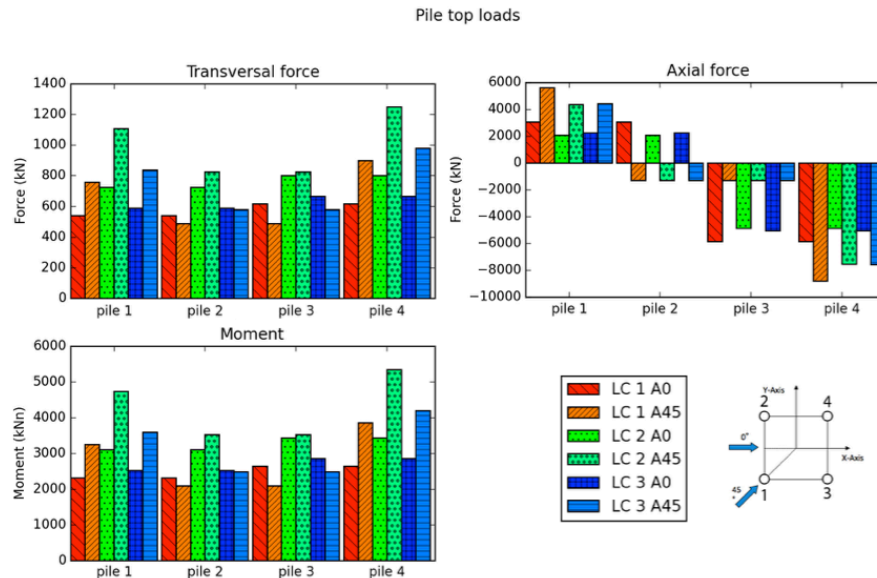 Pile top loads
Transversal force
Force (kN)
1400
1200
1000
800
600
400
200
0
pile 1 pile 2 pile 3 pile 4
Axial force
Force (kN)
6000
4000
2000
0
−2000
−4000
−6000
−8000
−10000
pile 1 pile 2 pile 3 pile 4
Moment
Moment (kNn)
6000
5000
4000
3000
2000
1000
0
pile 1 pile 2 pile 3 pile 4
LC 1 A0
LC 1 A45
LC 2 A0
LC 2 A45
LC 3 A0
LC 3 A45
Y-Axis
2 4
0°
X-Axis
45°
1 3